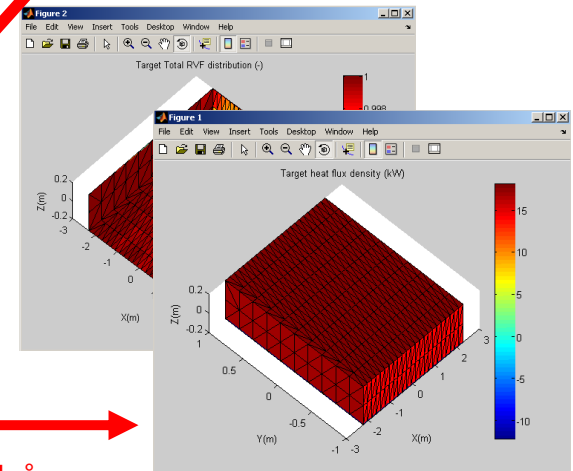 Figure 2
File Edit View Insert Tools Desktop Window Help
Target Total RVF distribution (-)
1
0.998
0.2
0
-0.2
Z(m)
-3
-2
-1
0
X(m)
Figure 1
File Edit View Insert Tools Desktop Window Help
Target heat flux density (kW)
15
10
5
0
-5
-10
0.2
0
-0.2
Z(m)
1
0.5
0
-0.5
-1
Y(m)
-3
-2
-1
0
1
2
3
X(m)